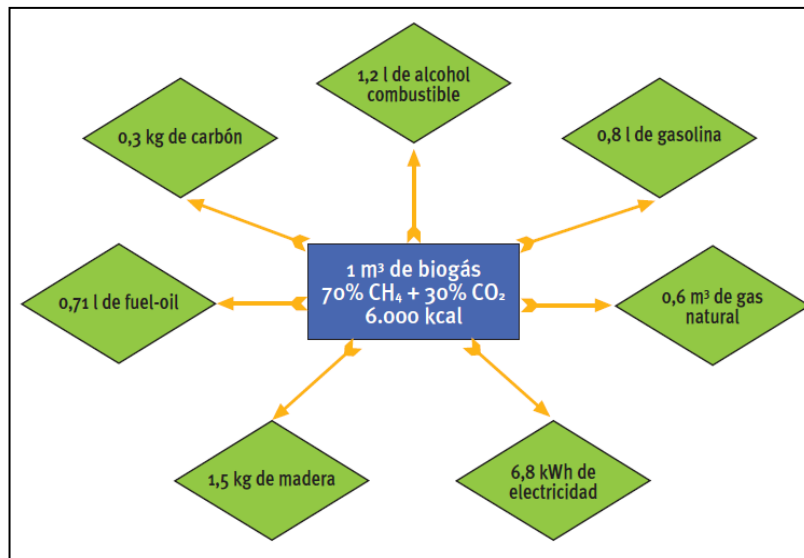 1,2 l de alcohol
combustible
0,3 kg de carbón
0,8 l de gasolina
1 m³ de biogás
70% CH₄ + 30% CO₂
6.000 kcal
0,71 l de fuel-oil
0,6 m³ de gas
natural
1,5 kg de madera
6,8 kWh de
electricidad